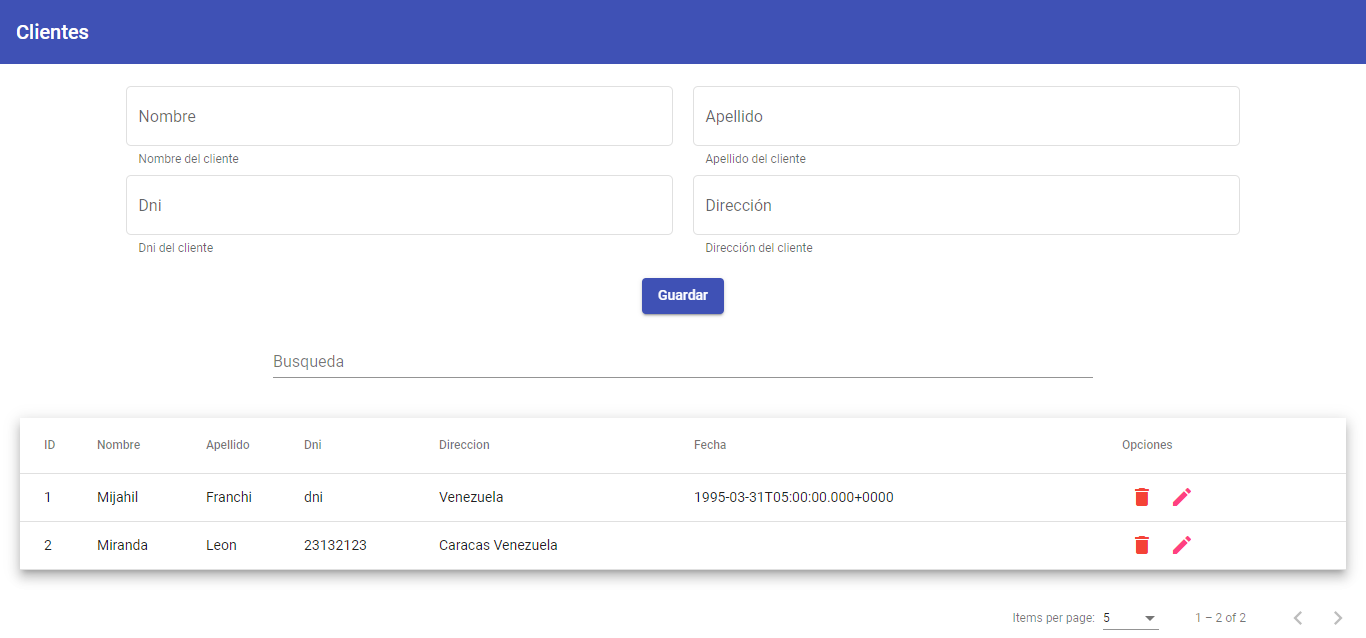 Clientes
Nombre
Apellido
Nombre del cliente
Apellido del cliente
Dni
Dirección
Dni del cliente
Dirección del cliente
Guardar
Busqueda
ID Nombre Apellido Dni Direccion Fecha Opciones
1 Mijahil Franchi dni Venezuela 1995-03-31T05:00:00.000+0000
2 Miranda Leon 23132123 Caracas Venezuela
Items per page: 5 1 – 2 of 2